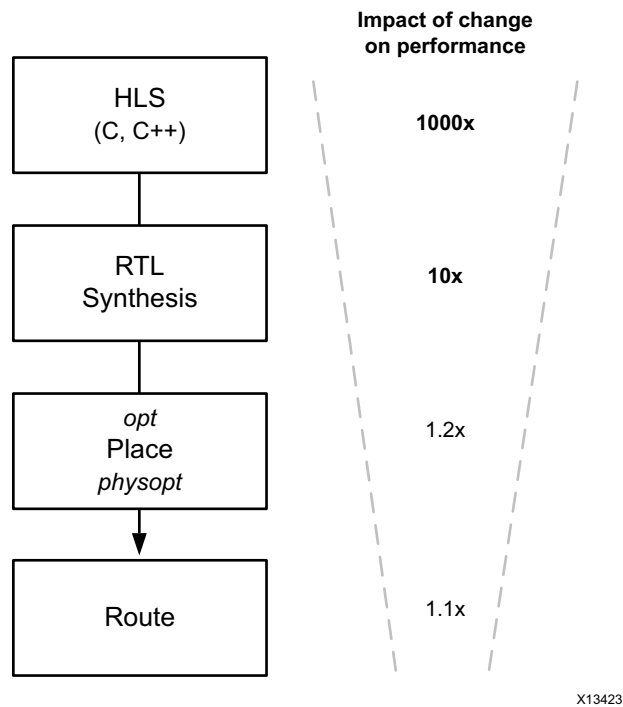 Impact of change
on performance
HLS
(C, C++)
1000x
RTL
Synthesis
10x
opt
Place
physopt
1.2x
Route
1.1x
X13423